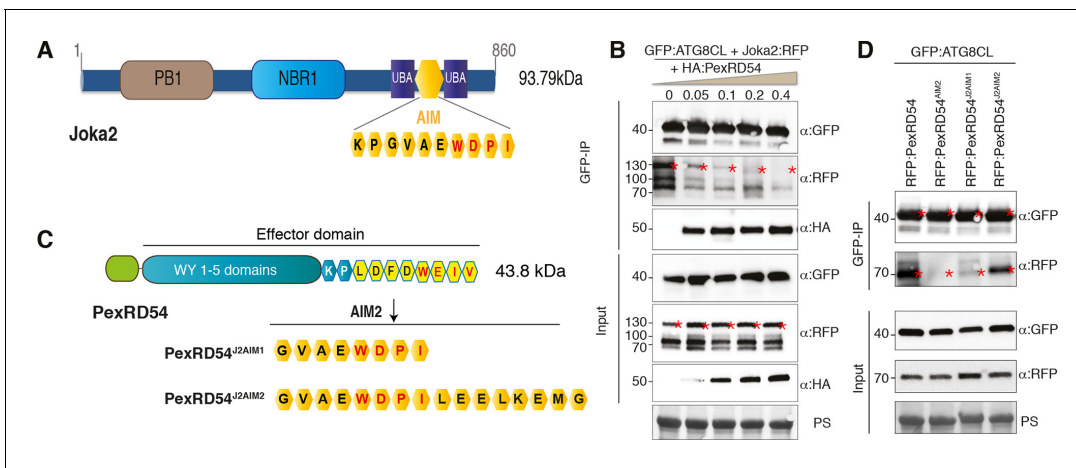 A
1
860
PB1
NBR1
UBA
UBA
93.79kDa
Joka2
AIM
K P G V A E W D P I
B
GFP:ATG8CL + Joka2:RFP
+ HA:PexRD54
0 0.05 0.1 0.2 0.4
GFP-IP
40
α:GFP
130
100
70
α:RFP
50
α:HA
Input
40
α:GFP
130
100
70
α:RFP
50
α:HA
PS
C
Effector domain
WY 1-5 domains
K P L D F D W E I V
43.8 kDa
PexRD54
AIM2
PexRD54J2AIM1
G V A E W D P I
PexRD54J2AIM2
G V A E W D P I L E E L K E M G
D
GFP:ATG8CL
RFP:PexRD54
RFP:PexRD54AIM2
RFP:PexRD54J2AIM1
RFP:PexRD54J2AIM2
GFP-IP
40
α:GFP
70
α:RFP
Input
40
α:GFP
70
α:RFP
PS